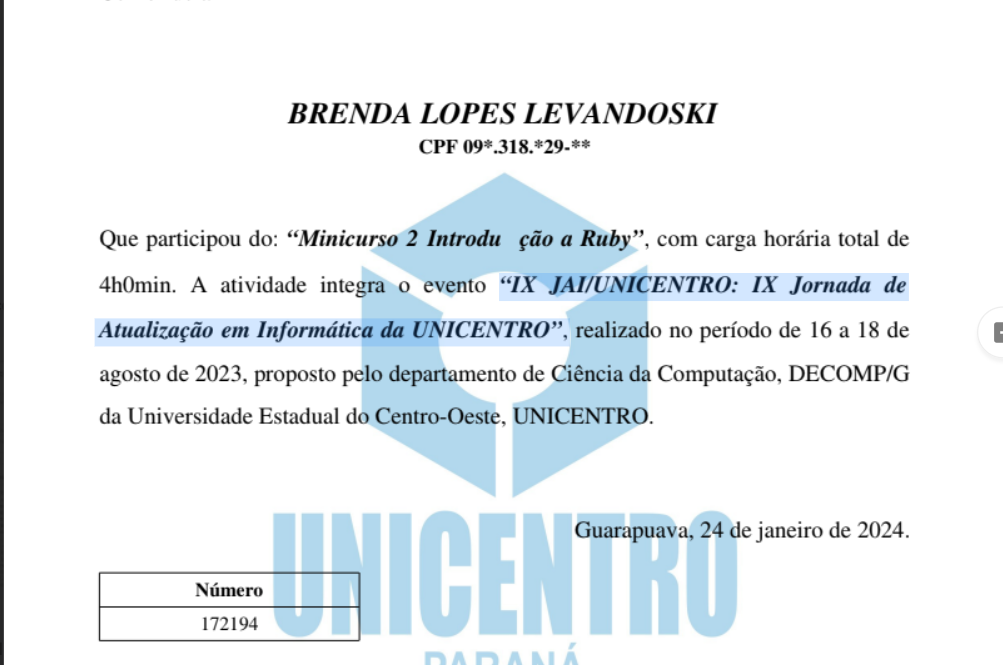 BRENDA LOPES LEVANDOSKI
CPF 09*.318.*29-**
Que participou do: “Minicurso 2 Introdu ção a Ruby”, com carga horária total de
4h0min. A atividade integra o evento “IX JAI/UNICENTRO: IX Jornada de
Atualização em Informática da UNICENTRO”, realizado no período de 16 a 18 de
agosto de 2023, proposto pelo departamento de Ciência da Computação, DECOMP/G
da Universidade Estadual do Centro-Oeste, UNICENTRO.
Guarapuava, 24 de janeiro de 2024.
Número
172194
UNICENTRO
PARANÁ